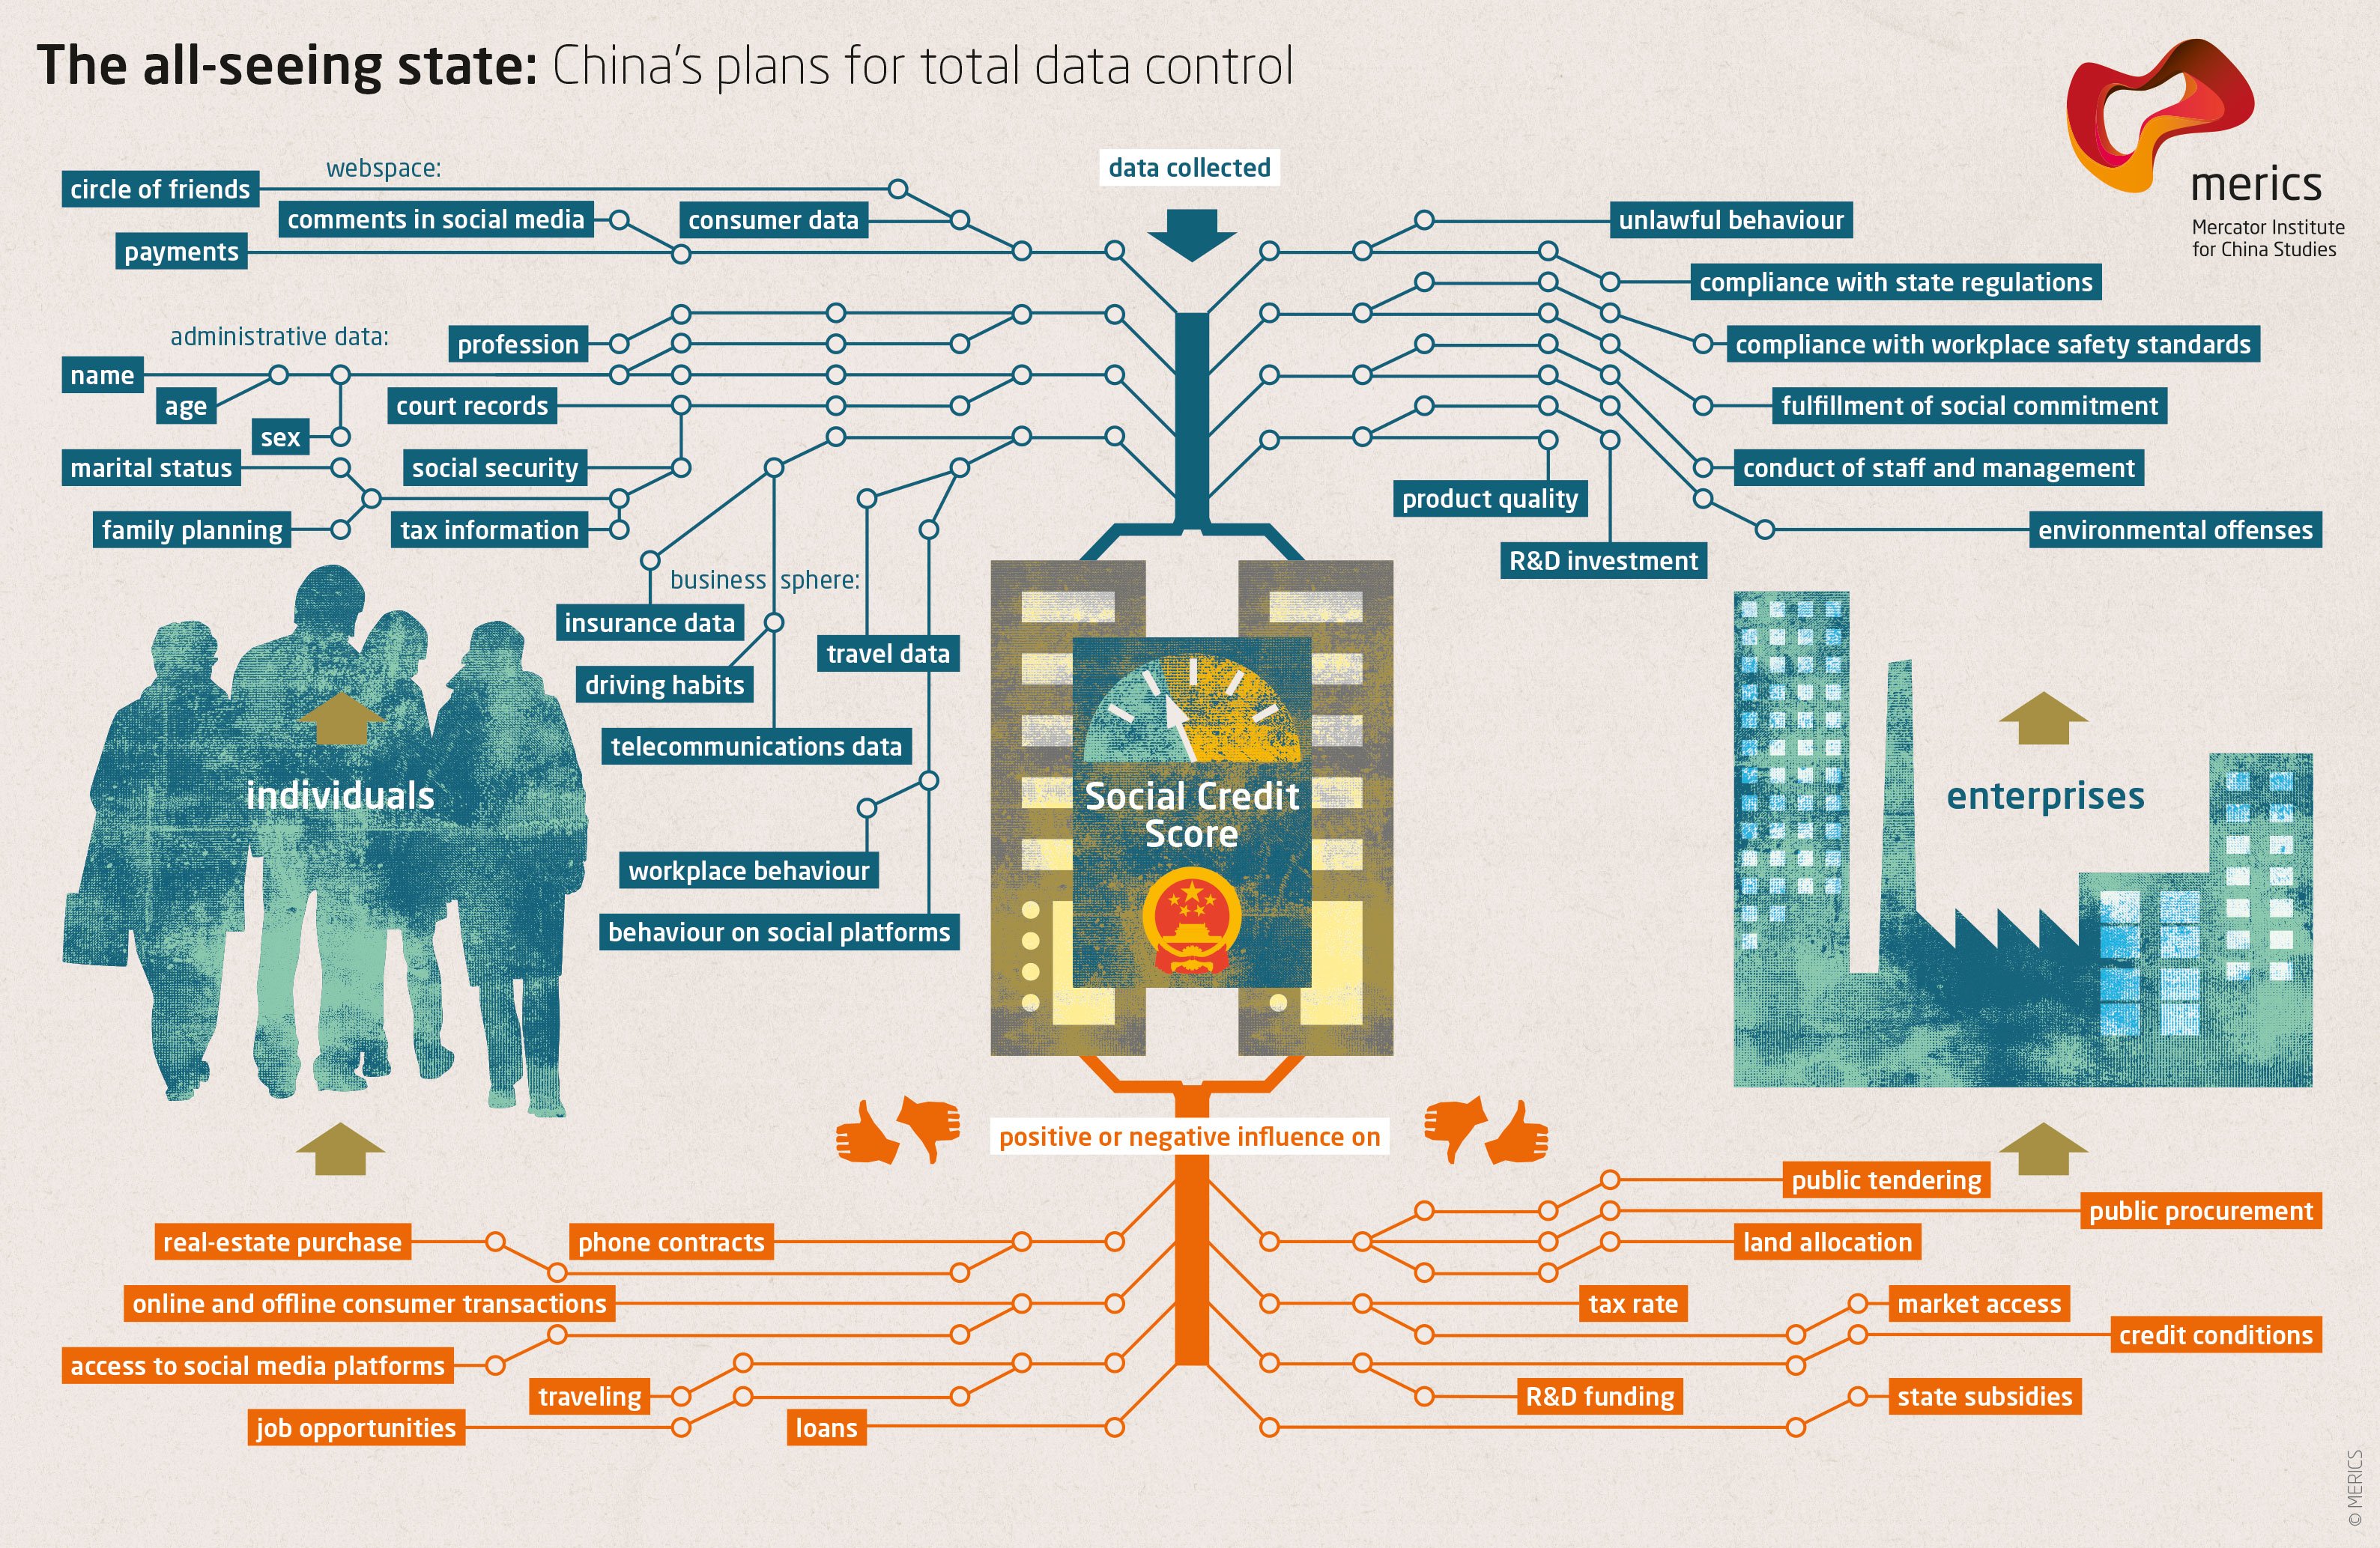 The all-seeing state: China's plans for total data control
merics
Mercator Institute
for China Studies
data collected
webspace:
circle of friends
comments in social media
consumer data
payments
administrative data:
profession
name
age
court records
sex
marital status
social security
family planning
tax information
business sphere:
insurance data
travel data
driving habits
telecommunications data
workplace behaviour
behaviour on social platforms
unlawful behaviour
compliance with state regulations
compliance with workplace safety standards
fulfillment of social commitment
conduct of staff and management
product quality
environmental offenses
R&D investment
individuals
Social Credit
Score
enterprises
positive or negative influence on
real-estate purchase
phone contracts
online and offline consumer transactions
access to social media platforms
traveling
job opportunities
loans
public tendering
public procurement
land allocation
tax rate
market access
credit conditions
R&D funding
state subsidies
© MERICS